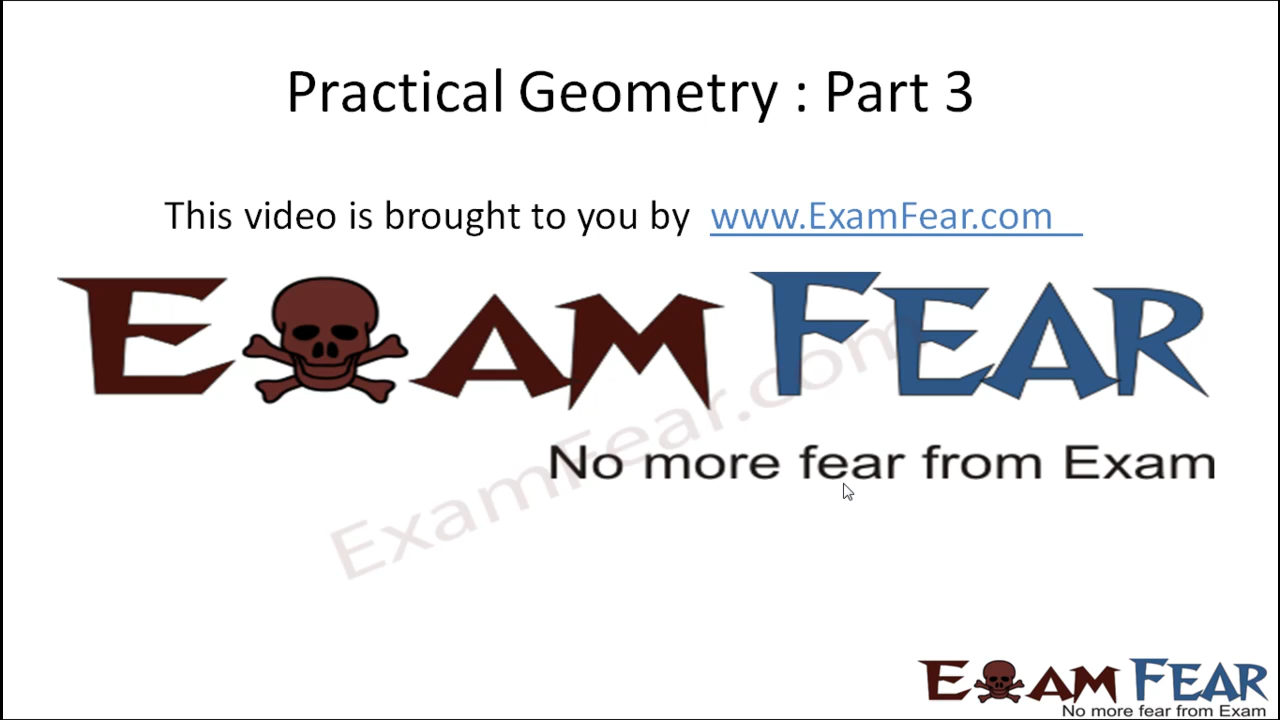 Practical Geometry : Part 3
This video is brought to you by www.ExamFear.com
EXAM FEAR
No more fear from Exam
ExamFear.com
EXAM FEAR
No more fear from Exam